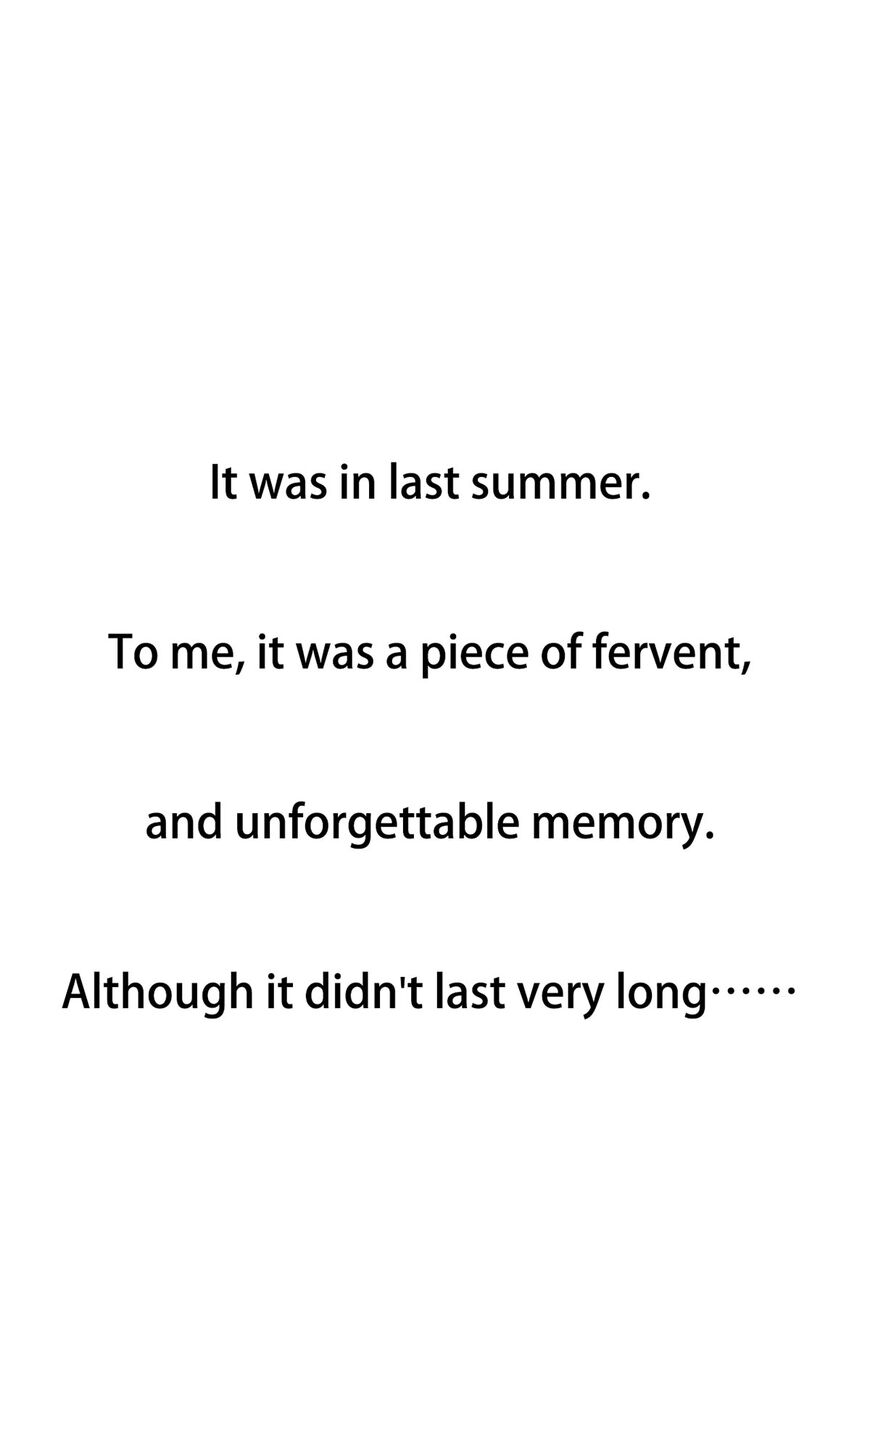 It was in last summer.
To me, it was a piece of fervent,
and unforgettable memory.
Although it didn't last very long······